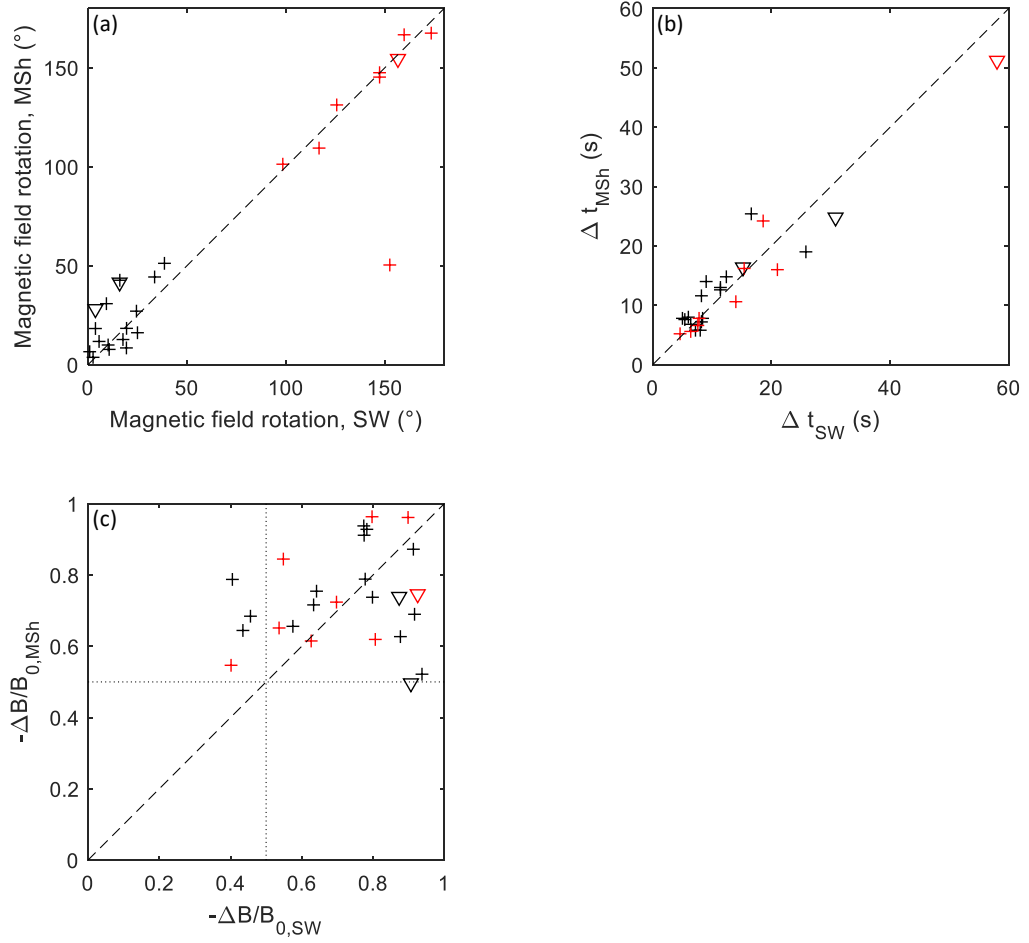 (a)
Magnetic field rotation, MSh (°)
150
100
50
0
0 50 100 150
Magnetic field rotation, SW (°)
(b)
Δ t_MSh (s)
60
50
40
30
20
10
0
0 20 40 60
Δ t_SW (s)
(c)
-ΔB/B_0,MSh
1
0.8
0.6
0.4
0.2
0
0 0.2 0.4 0.6 0.8 1
-ΔB/B_0,SW